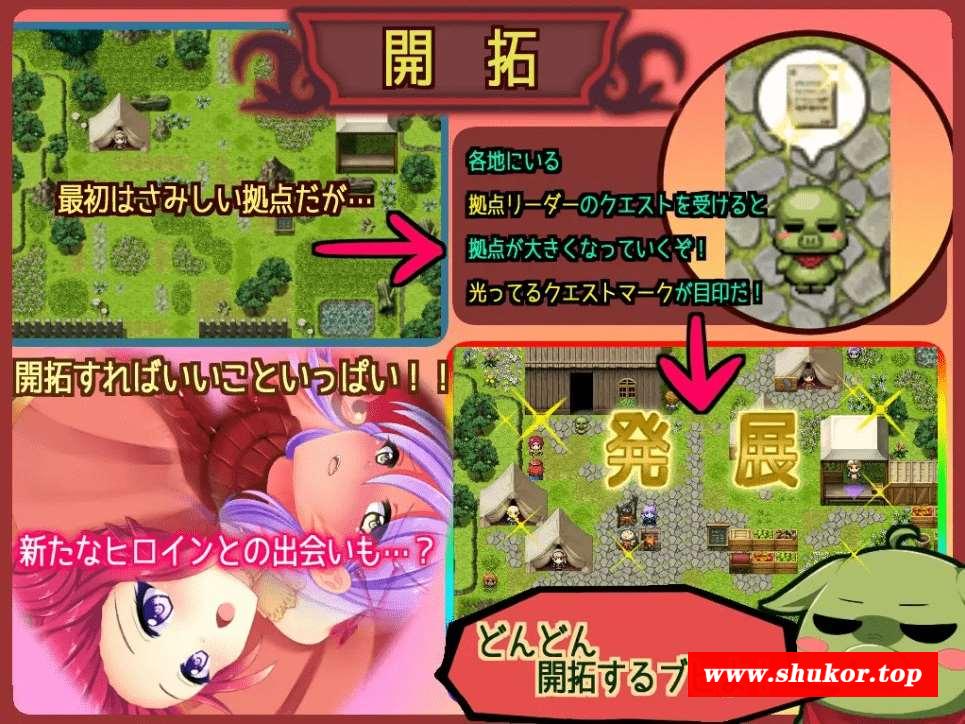 開 拓
最初はさみしい拠点だが…
各地にいる
拠点リーダーのクエストを受けると
拠点が大きくなっていくぞ！
光ってるクエストマークが目印だ！
開拓すればいいこといっぱい！！
発 展
新たなヒロインとの出会いも…？
どんどん
開拓するブ
www.shukor.top